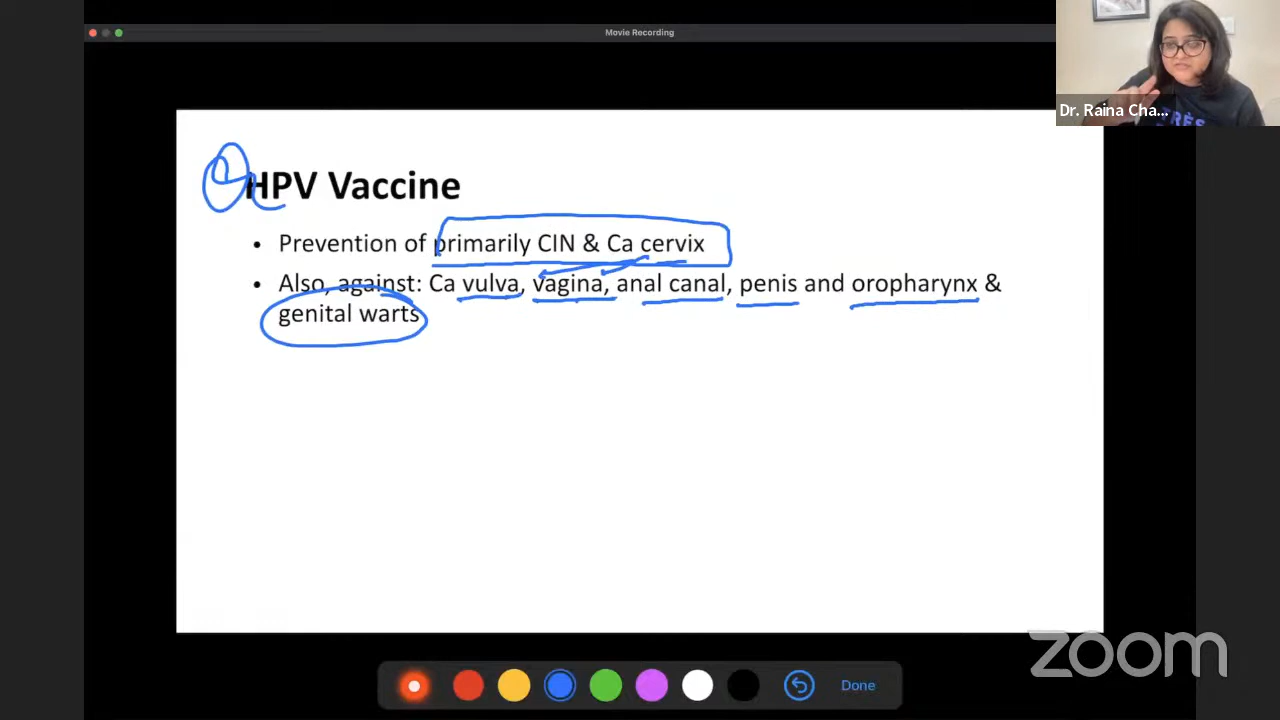 Movie Recording
Dr. Raina Cha...
HPV Vaccine
• Prevention of primarily CIN & Ca cervix
• Also, against: Ca vulva, vagina, anal canal, penis and oropharynx &
genital warts
zoom
Done